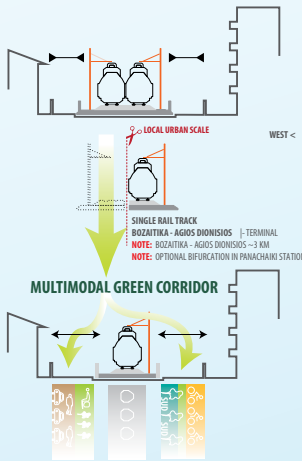 LOCAL URBAN SCALE
WEST <
SINGLE RAIL TRACK
BOZAITIKA - AGIOS DIONISIOS |- TERMINAL
NOTE: BOZAITIKA - AGIOS DIONISIOS ~3 KM
NOTE: OPTIONAL BIFURCATION IN PANACHAIKI STATION
MULTIMODAL GREEN CORRIDOR